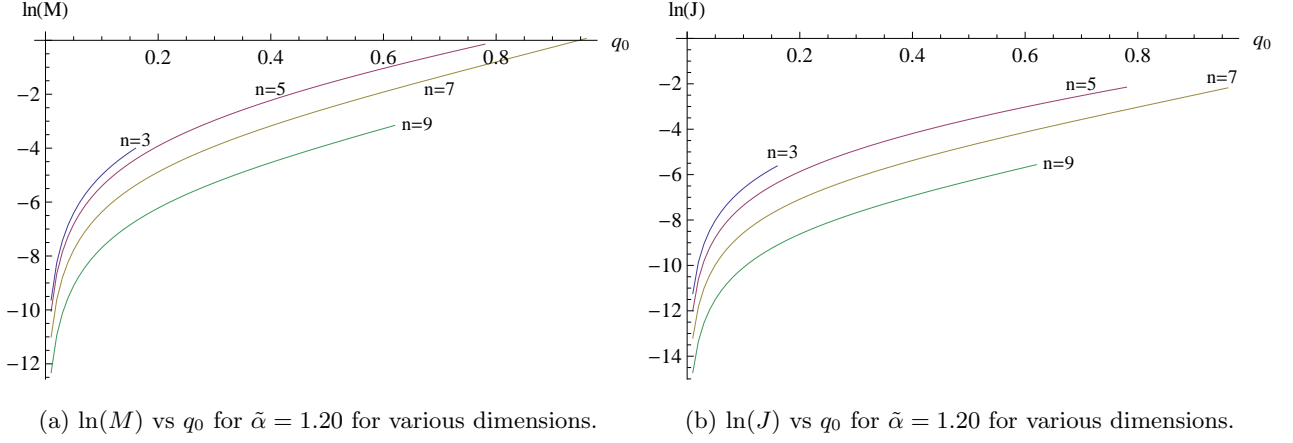 ln(M)
q₀
0.2 0.4 0.6 0.8
−2
−4
−6
−8
−10
−12
n=3
n=5
n=7
n=9
(a) ln(M) vs q₀ for α̃ = 1.20 for various dimensions.
ln(J)
q₀
0.2 0.4 0.6 0.8
−2
−4
−6
−8
−10
−12
−14
n=3
n=5
n=7
n=9
(b) ln(J) vs q₀ for α̃ = 1.20 for various dimensions.